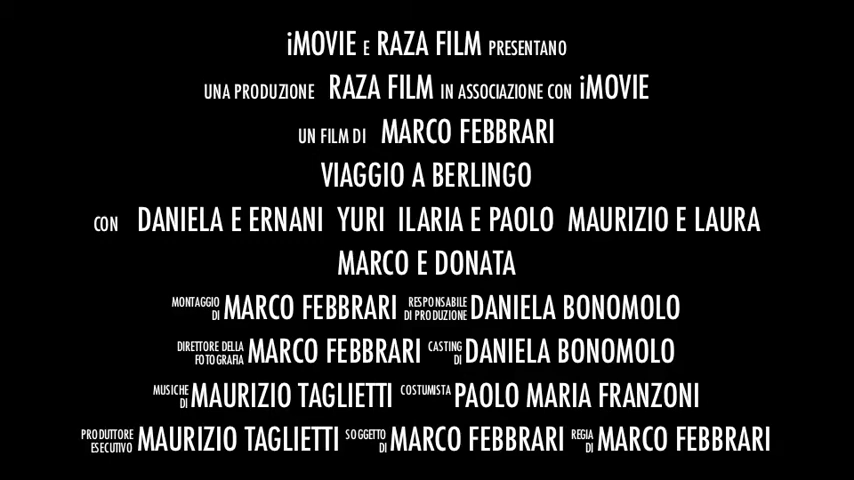 iMOVIE E RAZA FILM PRESENTANO
UNA PRODUZIONE RAZA FILM IN ASSOCIAZIONE CON iMOVIE
UN FILM DI MARCO FEBBRARI
VIAGGIO A BERLINGO
CON DANIELA E ERNANI YURI ILARIA E PAOLO MAURIZIO E LAURA
MARCO E DONATA
MONTAGGIO DI MARCO FEBBRARI RESPONSABILE DI PRODUZIONE DANIELA BONOMOLO
DIRETTORE DELLA FOTOGRAFIA MARCO FEBBRARI CASTING DI DANIELA BONOMOLO
MUSICHE DI MAURIZIO TAGLIETTI COSTUMISTA PAOLO MARIA FRANZONI
PRODUTTORE ESECUTIVO MAURIZIO TAGLIETTI SOGGETTO DI MARCO FEBBRARI REGIA DI MARCO FEBBRARI